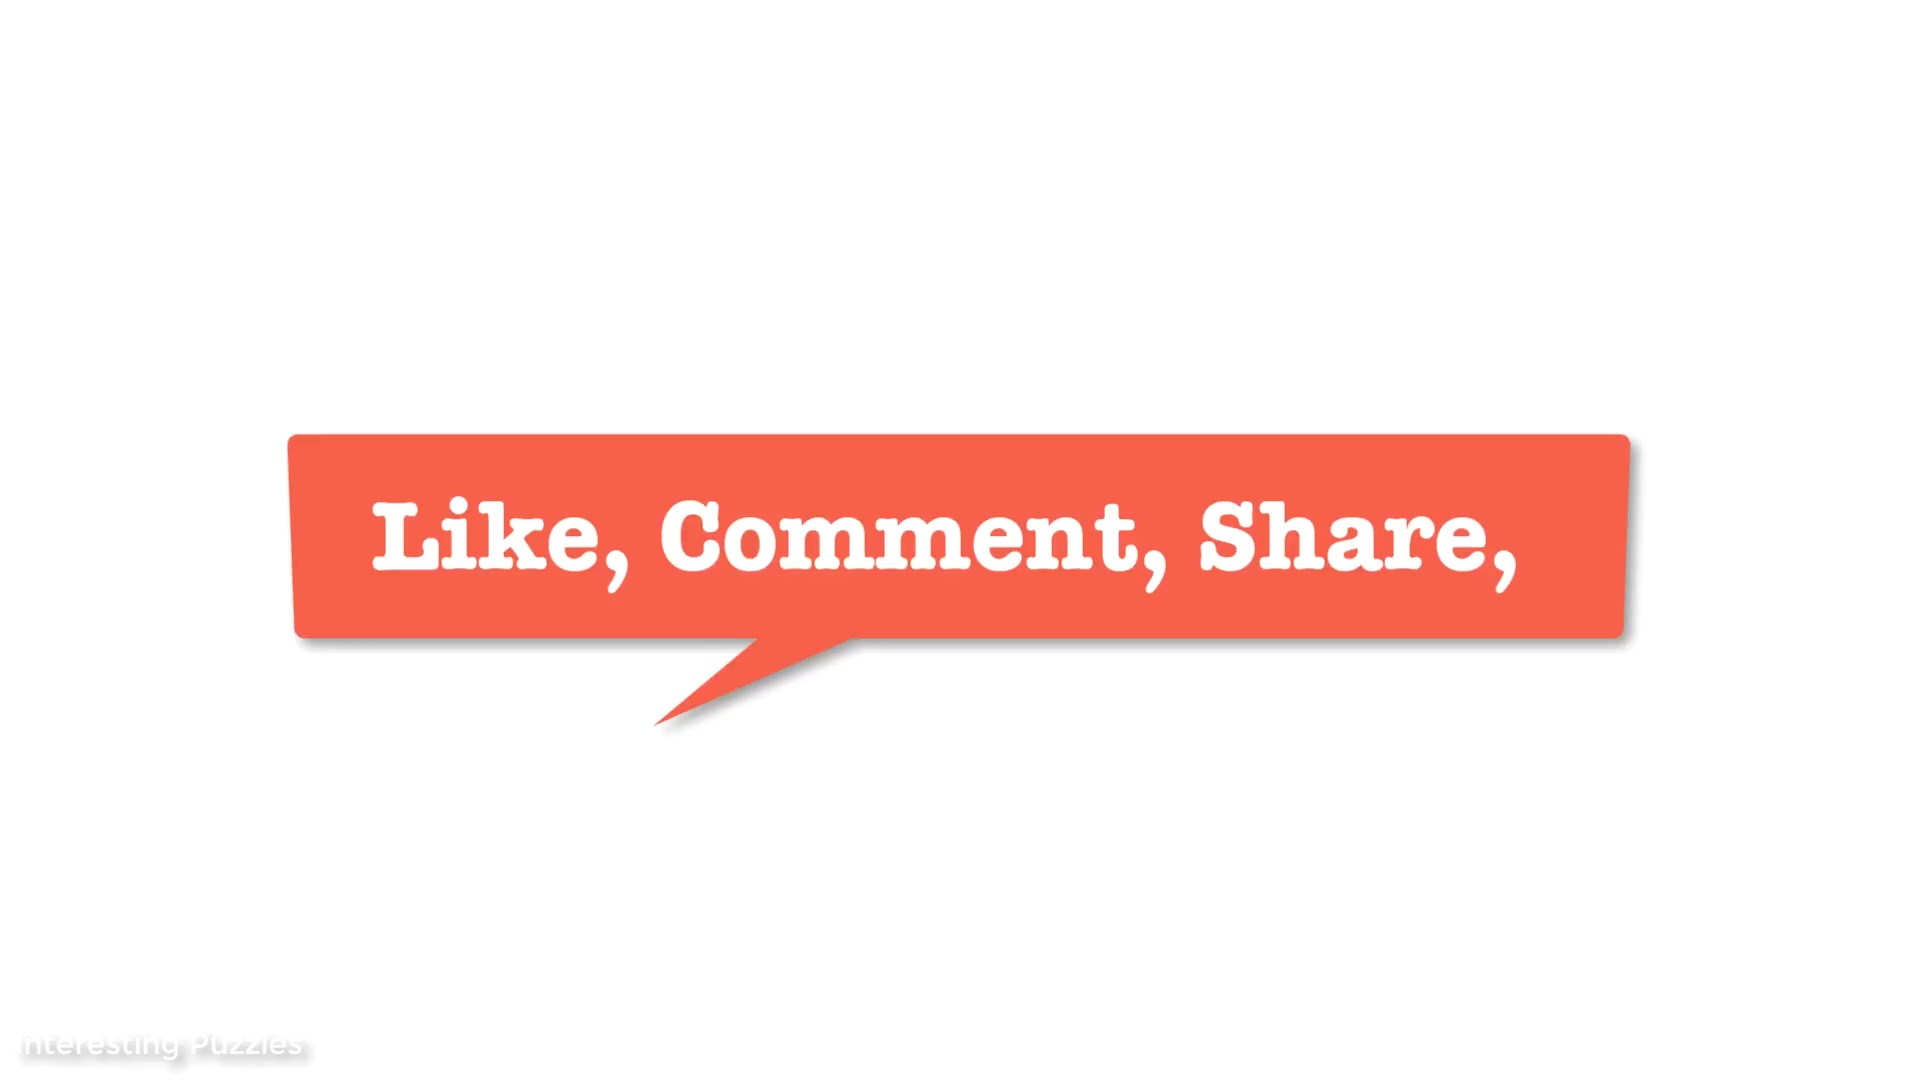 Like, Comment, Share,
Interesting Puzzles